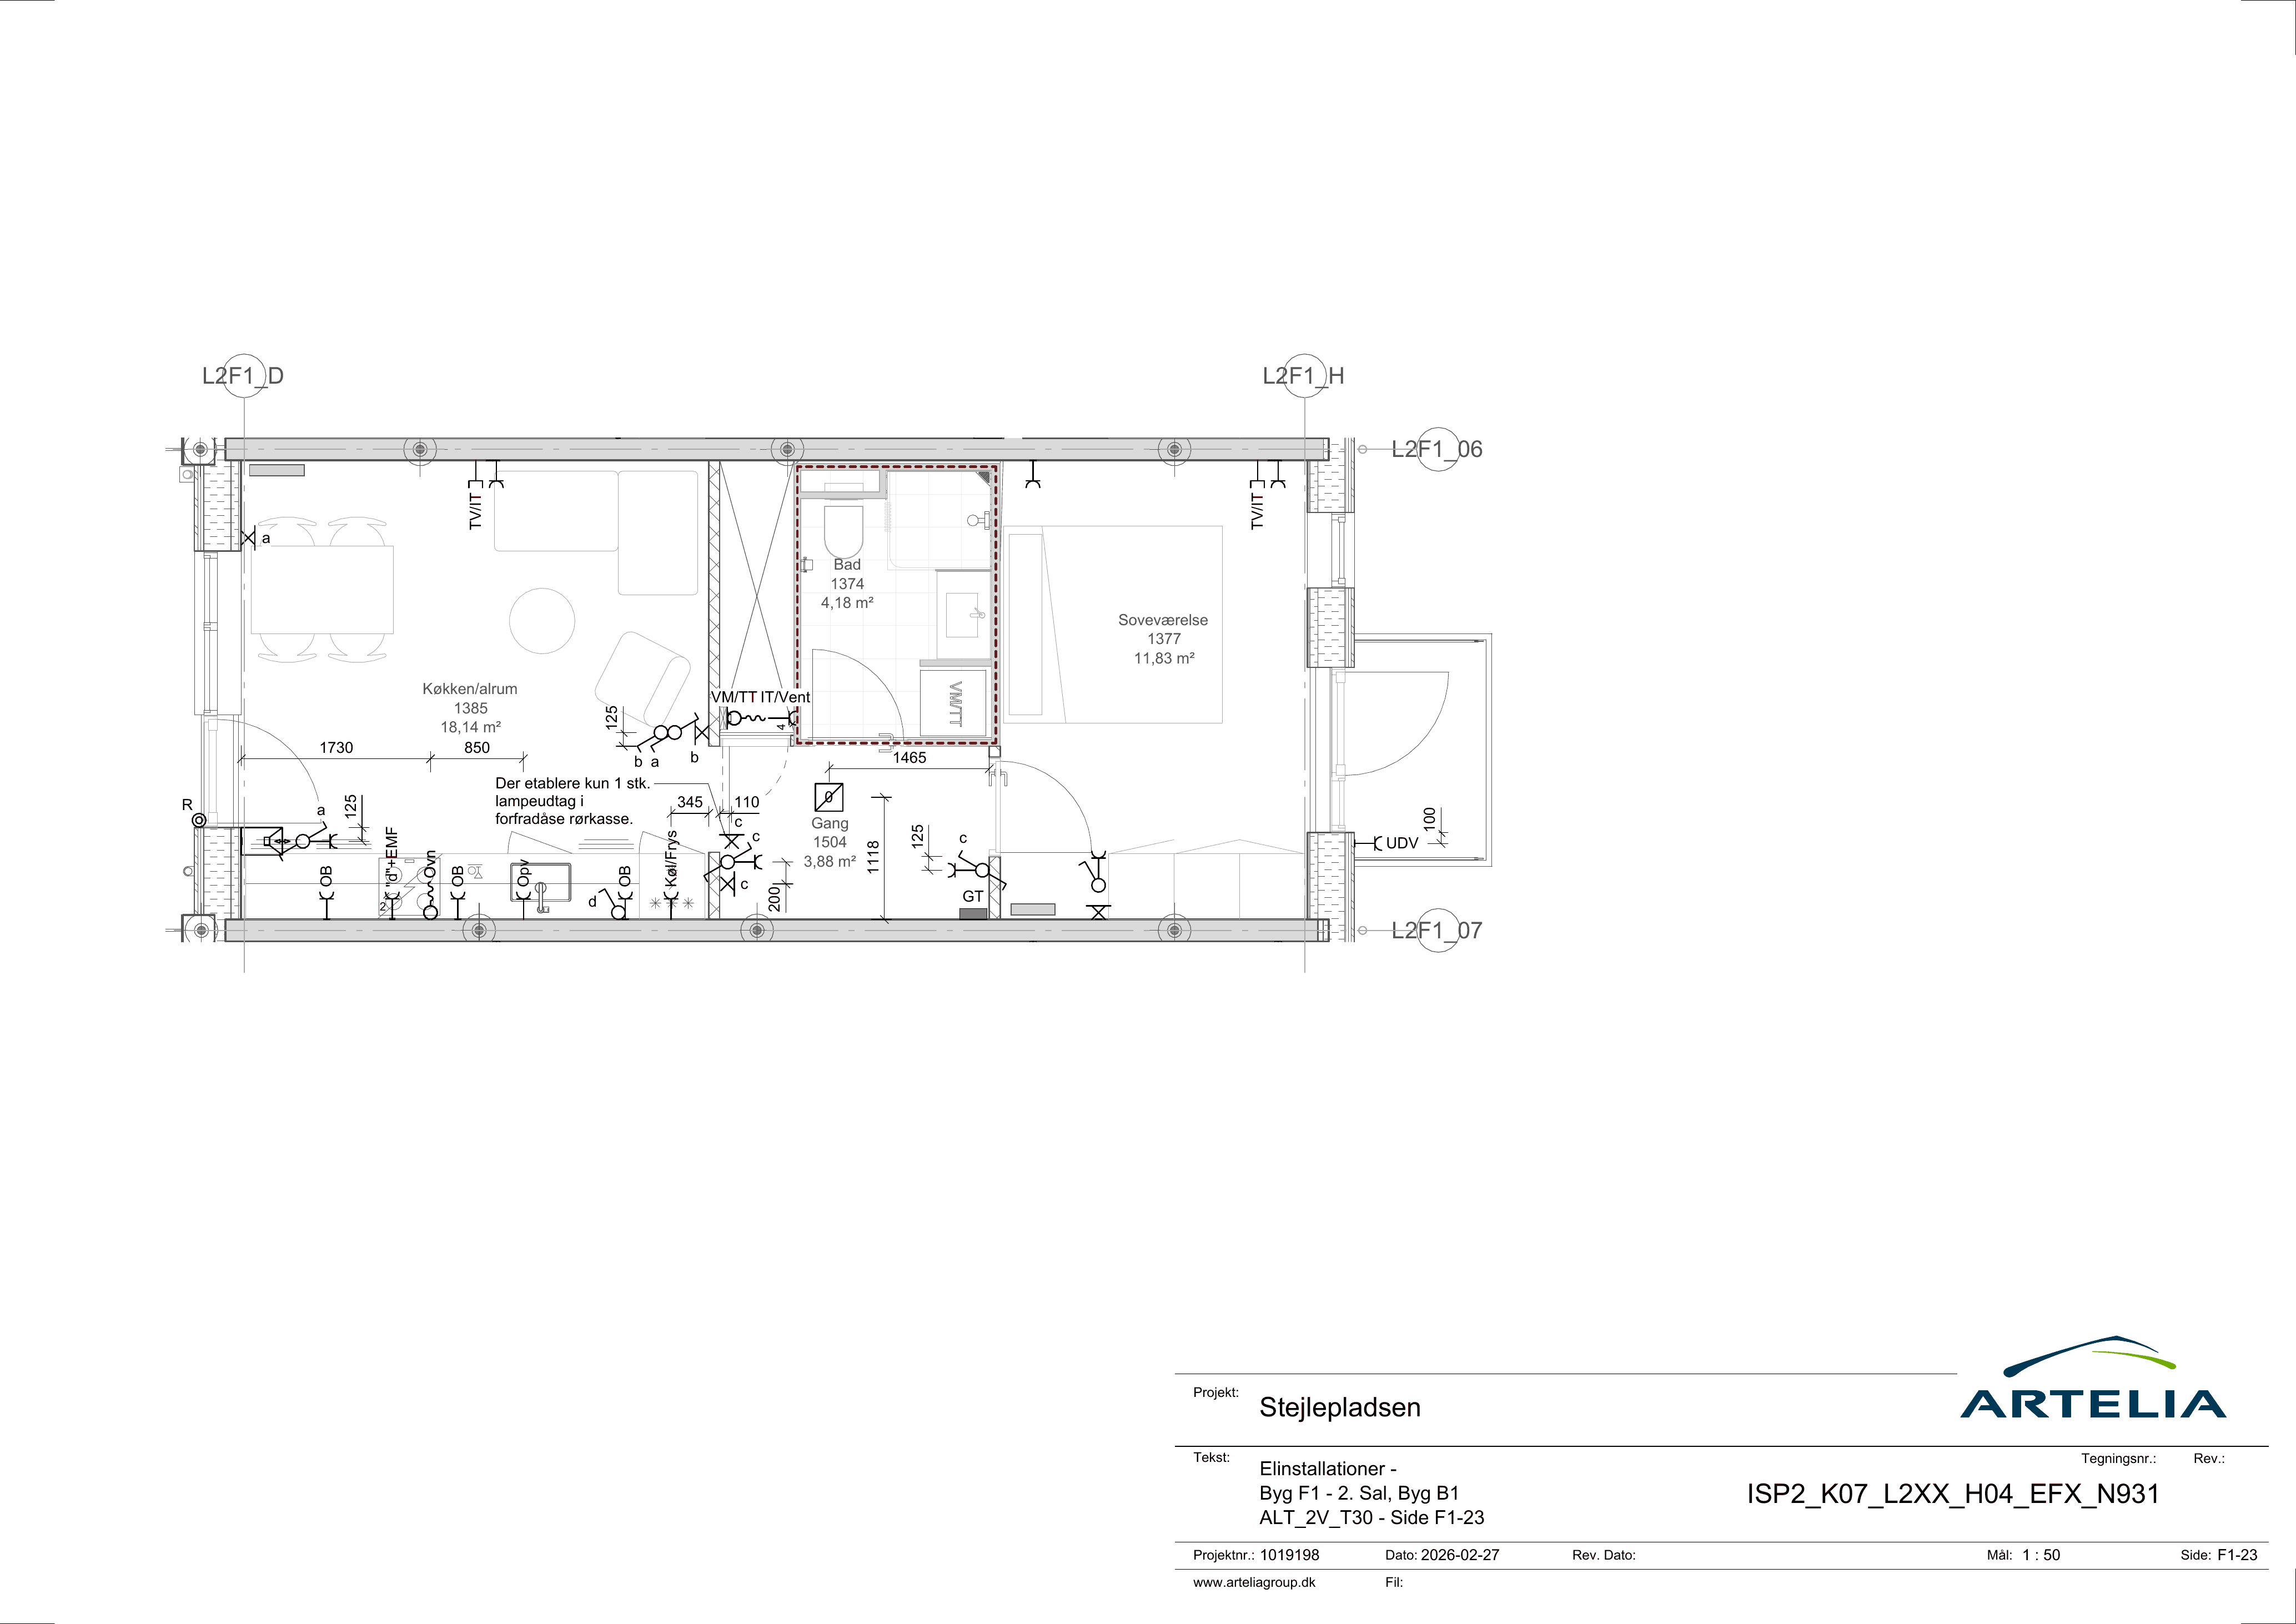 L2F1_D
L2F1_H
L2F1_06
TV/IT
TV/IT
a
Bad
1374
4,18 m²
Soveværelse
1377
11,83 m²
Køkken/alrum
1385
18,14 m²
VM/TT IT/Vent
VM/TT
4
125
b a
b
1730
850
1465
Der etablere kun 1 stk.
lampeudtag i
forfradåse rørkasse.
345
110
R
a
125
0
Gang
1504
3,88 m²
c
c
c
1118
125
c
200
GT
100
UDV
OB
2
"d"+EMF
Ovn
OB
Opv
d
OB
Køl/Frys
L2F1_07
Projekt:
Stejlepladsen
ARTELIA
Tekst:
Elinstallationer -
Byg F1 - 2. Sal, Byg B1
ALT_2V_T30 - Side F1-23
Tegningsnr.:
Rev.:
ISP2_K07_L2XX_H04_EFX_N931
Projektnr.: 1019198
Dato: 2026-02-27
Rev. Dato:
Mål: 1 : 50
Side: F1-23
www.arteliagroup.dk
Fil: